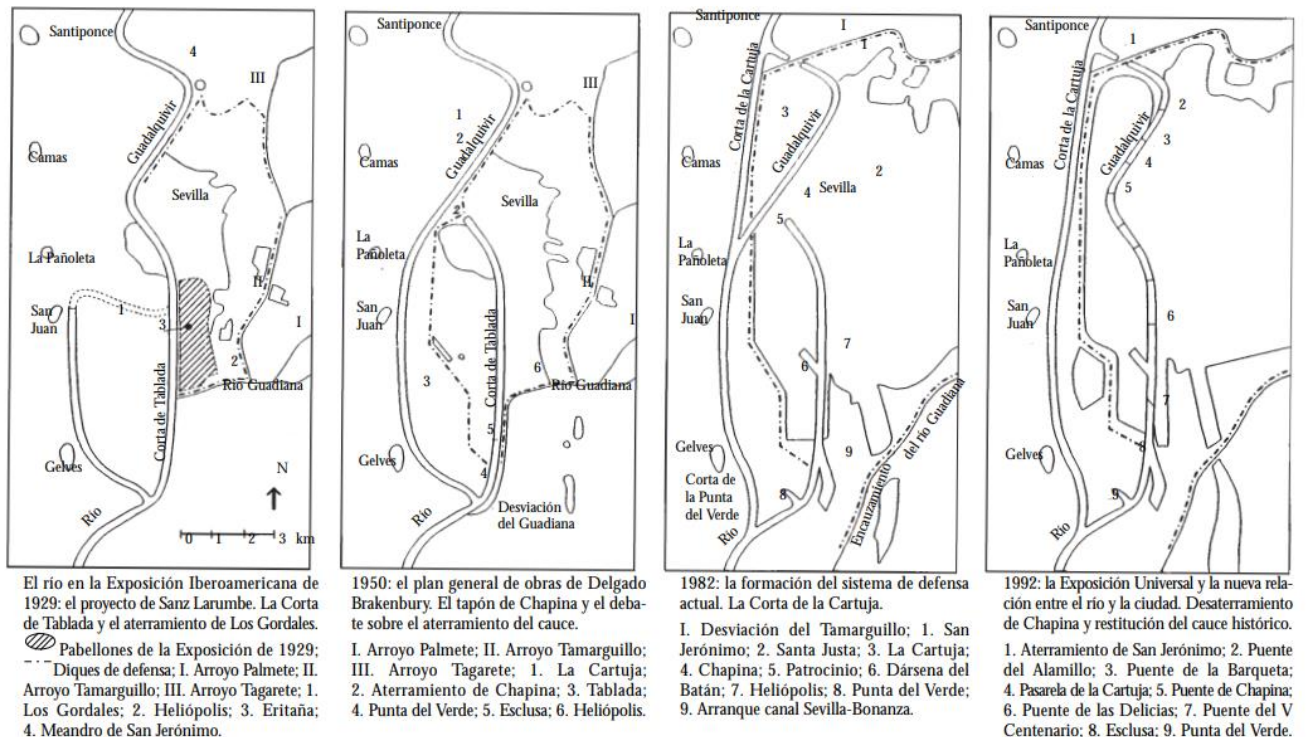 Santiponce
4
III
Guadalquivir
Camas
Sevilla
La Pañoleta
II
San
Juan
1
3
I
2
Río Guadiana
Corta de Tablada
Gelves
N
Río
0 1 2 3 km
El río en la Exposición Iberoamericana de
1929: el proyecto de Sanz Larumbe. La Corta
de Tablada y el aterramiento de Los Gordales.
Pabellones de la Exposición de 1929;
Diques de defensa; I. Arroyo Palmete; II.
Arroyo Tamarguillo; III. Arroyo Tagarete; 1.
Los Gordales; 2. Heliópolis; 3. Eritaña;
4. Meandro de San Jerónimo.
Santiponce
III
1
2
Guadalquivir
Camas
Sevilla
2
La
Pañoleta
II
San
Juan
I
Corta de Tablada
3
6
Río Guadiana
5
Gelves
4
Río
Desviación
del Guadiana
1950: el plan general de obras de Delgado
Brakenbury. El tapón de Chapina y el deba-
te sobre el aterramiento del cauce.
I. Arroyo Palmete; II. Arroyo Tamarguillo;
III. Arroyo Tagarete; 1. La Cartuja;
2. Aterramiento de Chapina; 3. Tablada;
4. Punta del Verde; 5. Esclusa; 6. Heliópolis.
Santiponce
I
1
Corta de la Cartuja
3
Guadalquivir
Camas
2
4
Sevilla
5
La
Pañoleta
San
Juan
7
6
Gelves
9
Corta de
la Punta
del Verde
8
Río
Encauzamiento
del río Guadiana
1982: la formación del sistema de defensa
actual. La Corta de la Cartuja.
I. Desviación del Tamarguillo; 1. San
Jerónimo; 2. Santa Justa; 3. La Cartuja;
4. Chapina; 5. Patrocinio; 6. Dársena del
Batán; 7. Heliópolis; 8. Punta del Verde;
9. Arranque canal Sevilla-Bonanza.
Santiponce
1
Corta de la Cartuja
2
Guadalquivir
3
Cámas
4
5
La
Pañoleta
San
Juan
6
7
Gelves
8
9
Río
1992: la Exposición Universal y la nueva rela-
ción entre el río y la ciudad. Desaterramiento
de Chapina y restitución del cauce histórico.
1. Aterramiento de San Jerónimo; 2. Puente
del Alamillo; 3. Puente de la Barqueta;
4. Pasarela de la Cartuja; 5. Puente de Chapina;
6. Puente de las Delicias; 7. Puente del V
Centenario; 8. Esclusa; 9. Punta del Verde.